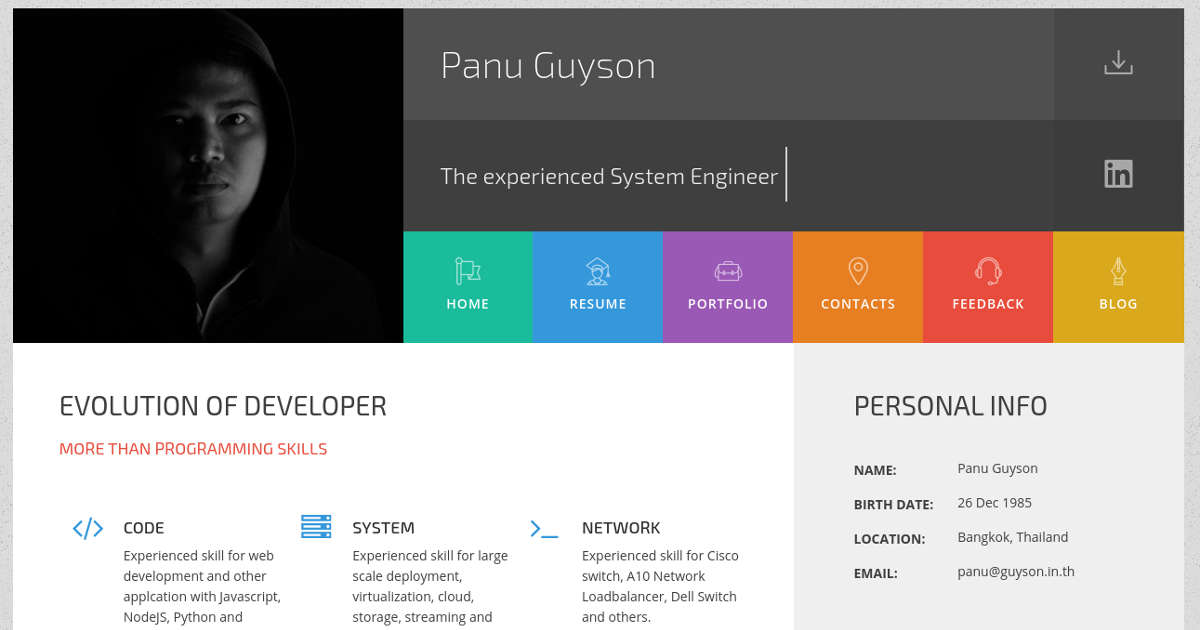 Panu Guyson
The experienced System Engineer
in
HOME
RESUME
PORTFOLIO
CONTACTS
FEEDBACK
BLOG
EVOLUTION OF DEVELOPER
MORE THAN PROGRAMMING SKILLS
CODE
Experienced skill for web
development and other
applcation with Javascript,
NodeJS, Python and
SYSTEM
Experienced skill for large
scale deployment,
virtualization, cloud,
storage, streaming and
NETWORK
Experienced skill for Cisco
switch, A10 Network
Loadbalancer, Dell Switch
and others.
PERSONAL INFO
NAME: Panu Guyson
BIRTH DATE: 26 Dec 1985
LOCATION: Bangkok, Thailand
EMAIL: panu@guyson.in.th